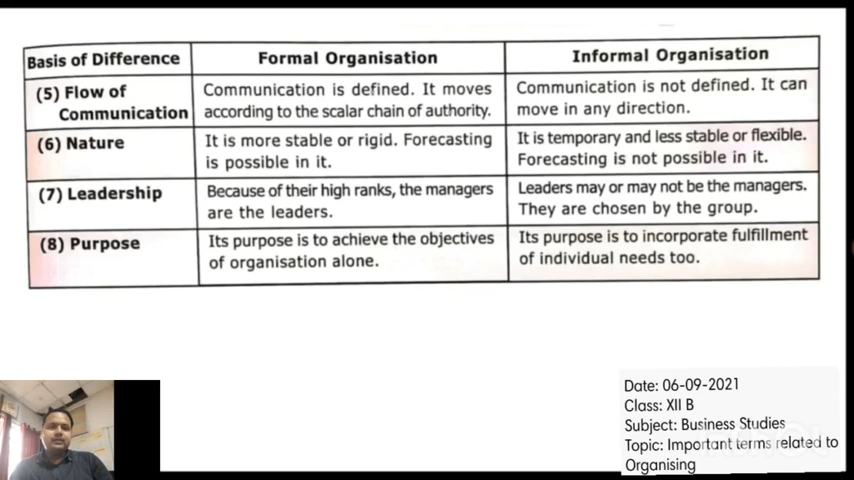 Basis of Difference
Formal Organisation
Informal Organisation
(5) Flow of
Communication
Communication is defined. It moves
according to the scalar chain of authority.
Communication is not defined. It can
move in any direction.
(6) Nature
It is more stable or rigid. Forecasting
is possible in it.
It is temporary and less stable or flexible.
Forecasting is not possible in it.
(7) Leadership
Because of their high ranks, the managers
are the leaders.
Leaders may or may not be the managers.
They are chosen by the group.
(8) Purpose
Its purpose is to achieve the objectives
of organisation alone.
Its purpose is to incorporate fulfillment
of individual needs too.
Date: 06-09-2021
Class: XII B
Subject: Business Studies
Topic: Important terms related to
Organising